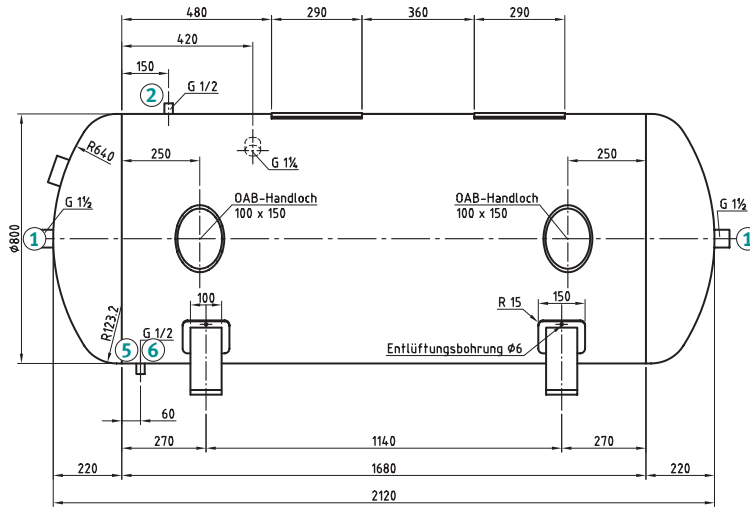 480
290
360
290
420
150
2
G 1/2
R640
250
G 1¼
250
G 1½
OAB-Handloch
100 x 150
OAB-Handloch
100 x 150
G 1½
1
1
ϕ800
100
150
R 15
R123,2
G 1/2
5
6
Entlüftungsbohrung ϕ6
60
270
1140
270
220
1680
220
2120